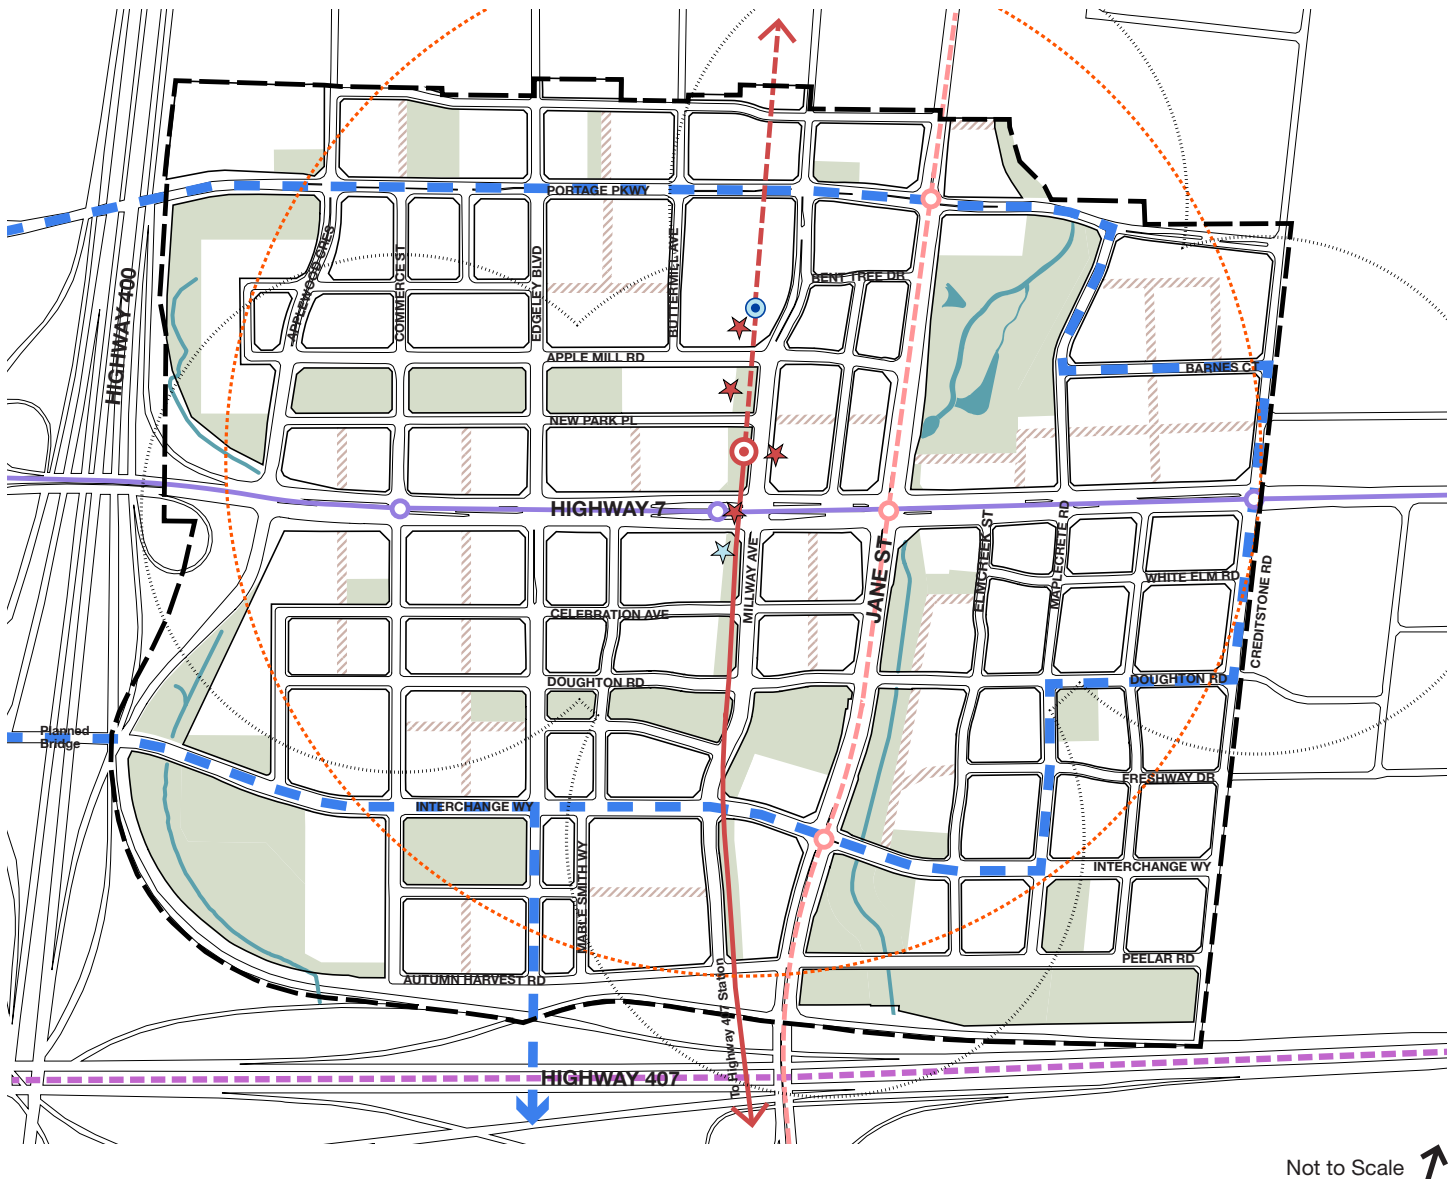 PORTAGE PKWY
APPLEWOOD CRES
COMMERCE ST
EDGELEY BLVD
BUTTERMILL AVE
BENT TREE DR
HIGHWAY 400
APPLE MILL RD
BARNES CT
NEW PARK PL
HIGHWAY 7
MILLWAY AVE
JANE ST
ELMCREEK ST
MAPLECRETE RD
WHITE ELM RD
CREDITSTONE RD
CELEBRATION AVE
DOUGHTON RD
DOUGHTON RD
Planned
Bridge
FRESHWAY DR
INTERCHANGE WY
MABLE SMITH WY
INTERCHANGE WY
PEELAR RD
AUTUMN HARVEST RD
To Highway 407 Station
HIGHWAY 407
Not to Scale